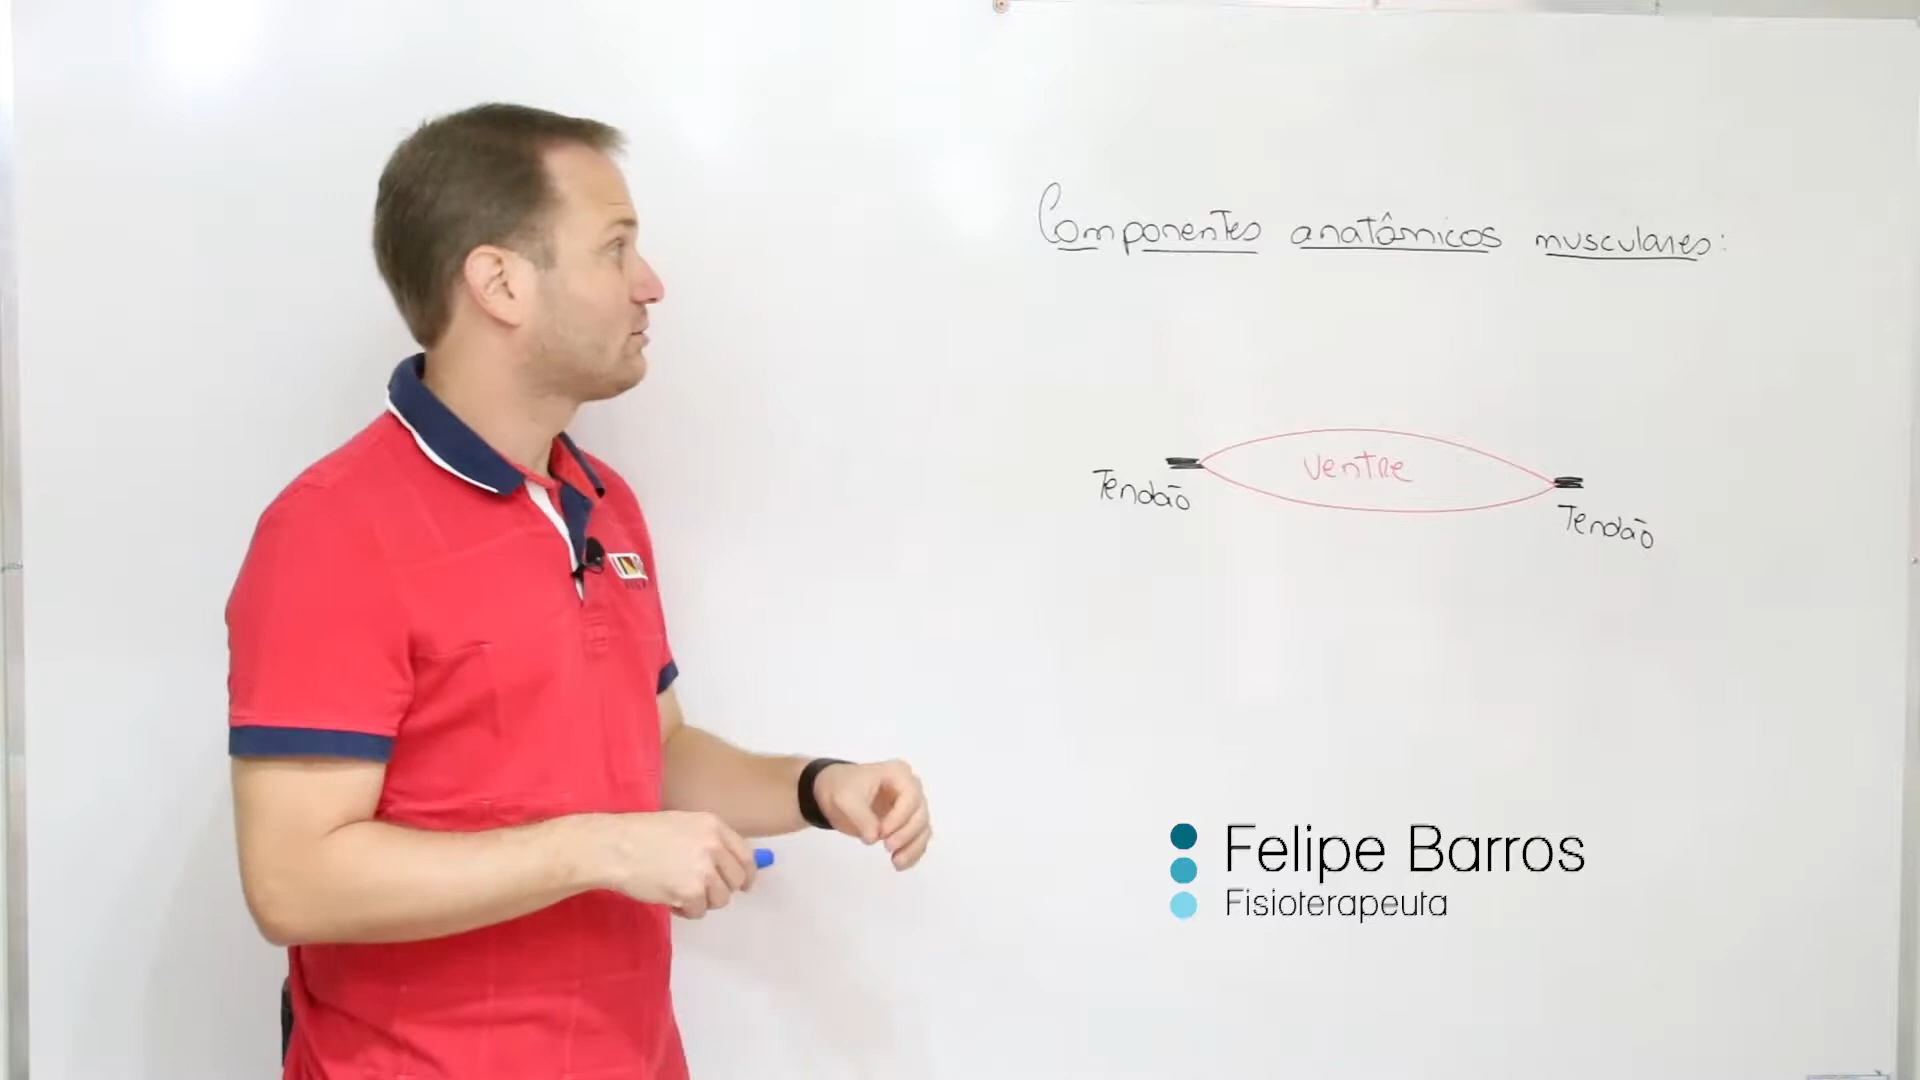 Componentes anatômicos musculares:
ventre
Tendão
Tendão
Felipe Barros
Fisioterapeuta